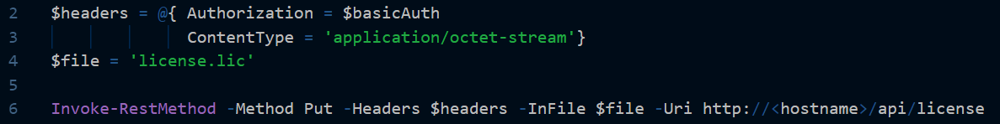 2 $headers = @{ Authorization = $basicAuth
3 ContentType = 'application/octet-stream'}
4 $file = 'license.lic'
5
6 Invoke-RestMethod -Method Put -Headers $headers -InFile $file -Uri http://<hostname>/api/license